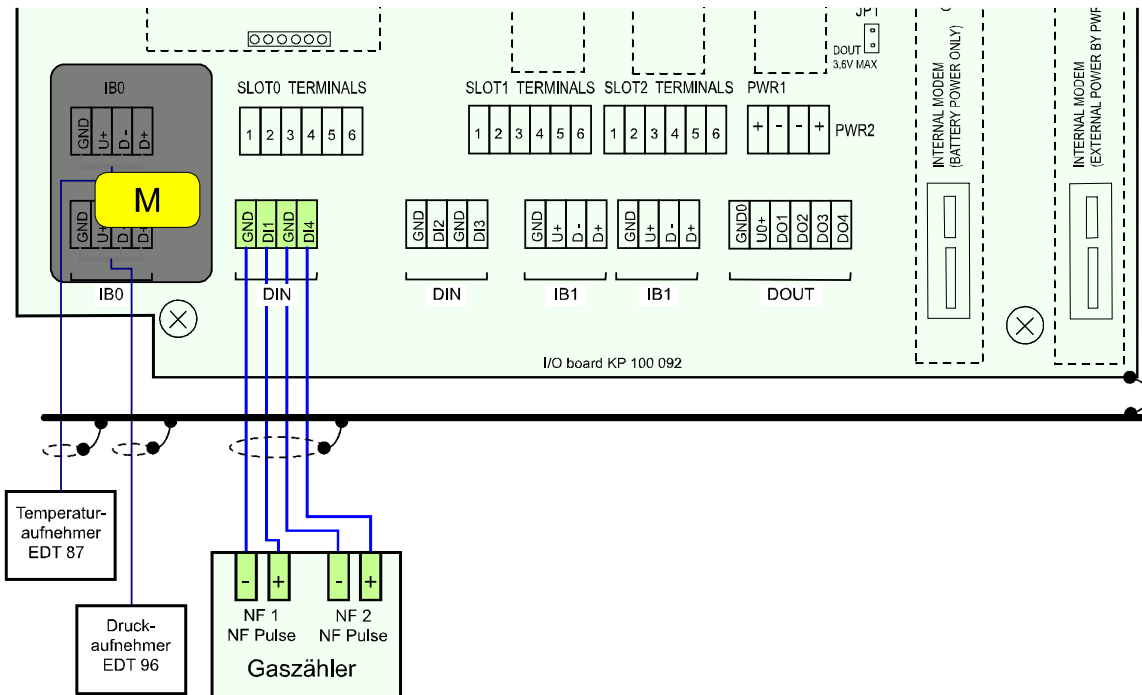 JP1
DOUT
3,6V MAX
INTERNAL MODEM
(BATTERY POWER ONLY)
INTERNAL MODEM
(EXTERNAL POWER BY PWR
IB0
SLOT0 TERMINALS
SLOT1 TERMINALS
SLOT2 TERMINALS
PWR1
GND U+ D- D+
1 2 3 4 5 6
1 2 3 4 5 6
1 2 3 4 5 6
+ - - +
PWR2
M
GND U+ D- D+
GND DI1 GND DI4
GND DI2 GND DI3
GND U+ D- D+
GND U+ D- D+
GND0 U0+ DO1 DO2 DO3 DO4
IB0
DIN
DIN
IB1
IB1
DOUT
I/O board KP 100 092
Temperatur-
aufnehmer
EDT 87
Druck-
aufnehmer
EDT 96
- + - +
NF 1
NF Pulse
NF 2
NF Pulse
Gaszähler